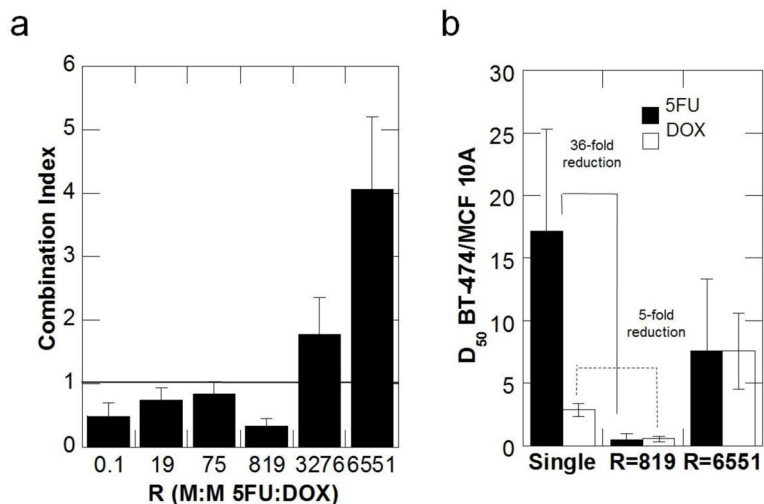 a
6
5
4
3
2
1
0
Combination Index
0.1 19 75 819 3276 6551
R (M:M 5FU:DOX)
b
30
25
20
15
10
5
0
D50 BT-474/MCF 10A
5FU
DOX
36-fold
reduction
5-fold
reduction
Single R=819 R=6551